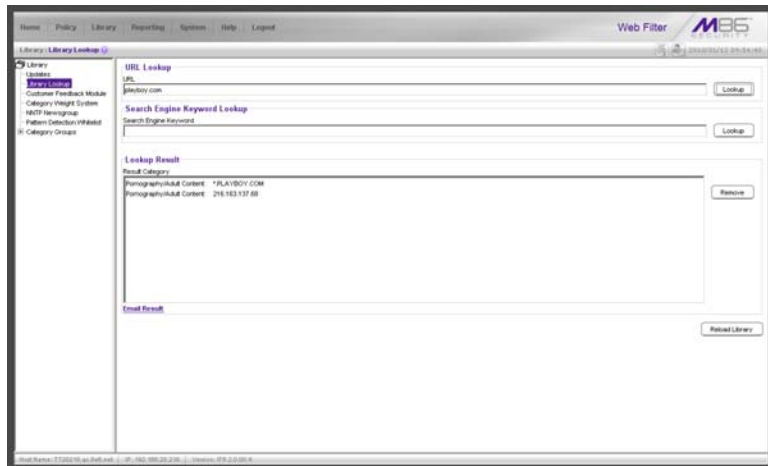 Home Policy Library Reporting System Help Logout
Web Filter
M86
SECURITY
Library : Library Lookup
Library
Updates
Library Lookup
Customer Feedback Module
Category Weight System
NNTP Newsgroup
Pattern Detection Whitelist
Category Groups
URL Lookup
URL
playboy.com
Lookup
Search Engine Keyword Lookup
Search Engine Keyword
Lookup
Lookup Result
Result Category
Pornography/Adult Content *.PLAYBOY.COM
Pornography/Adult Content 216.163.137.68
Remove
Email Result
Reload Library
Host Name: